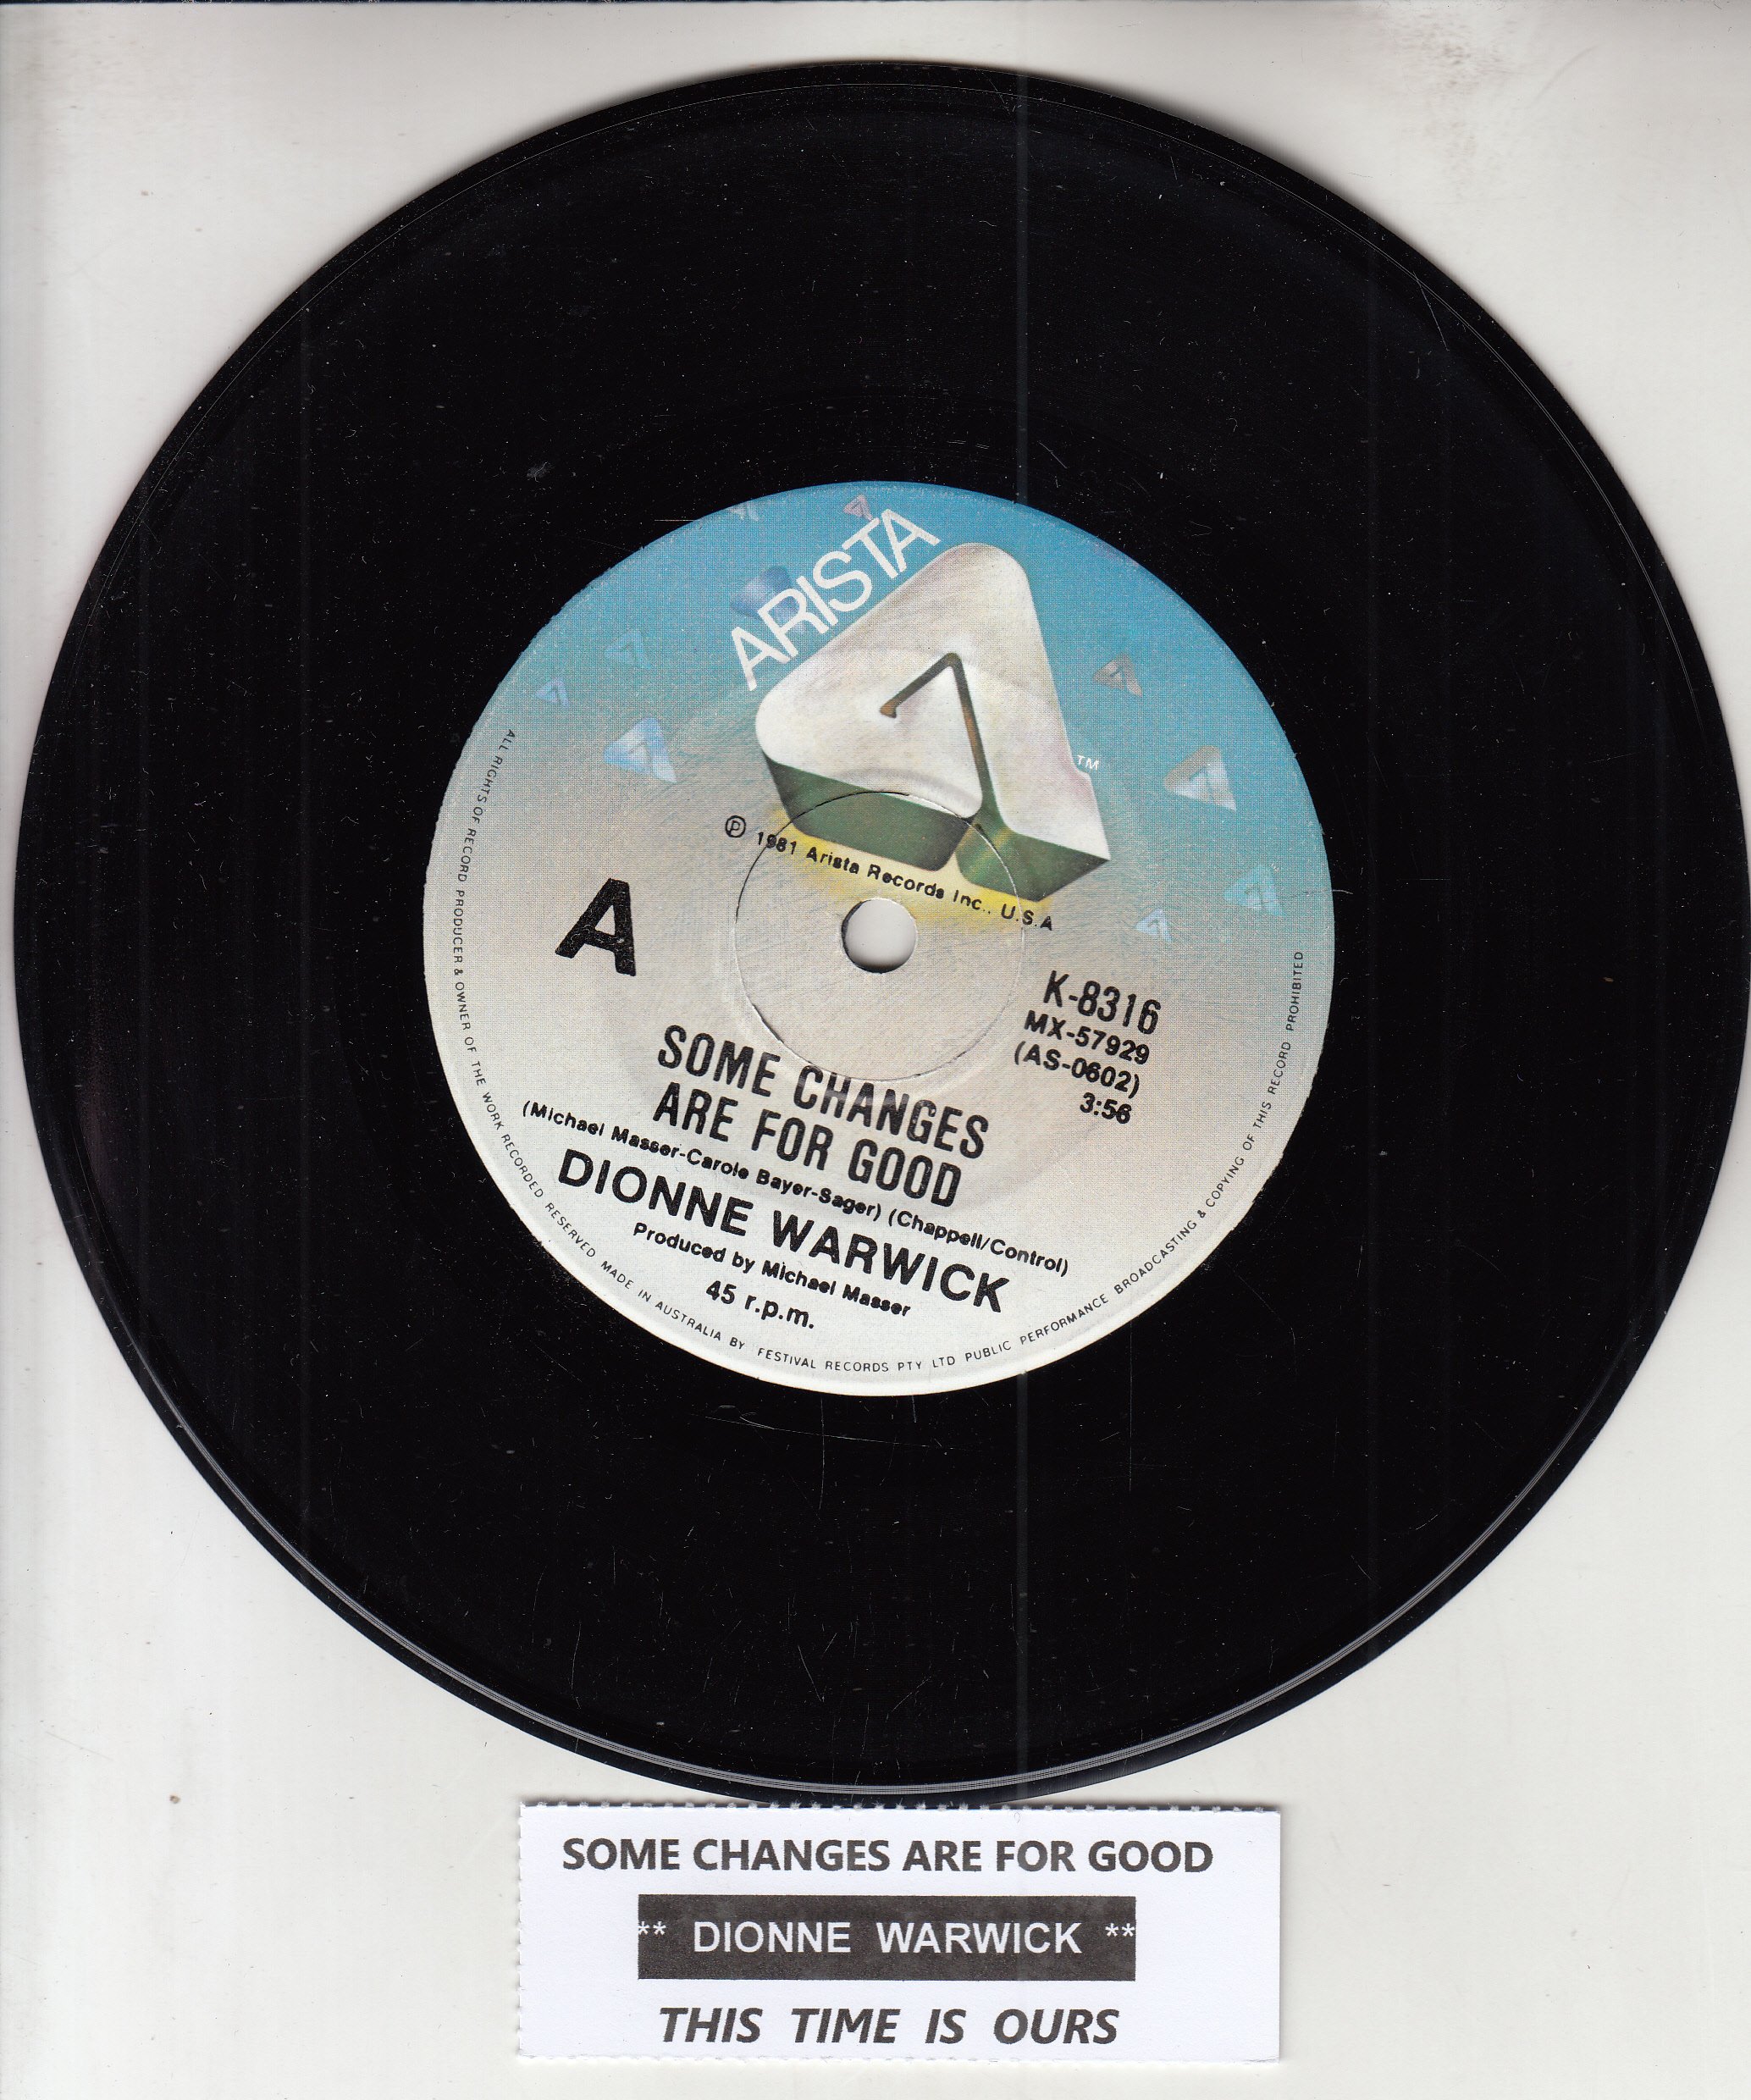 ARISTA
TM
℗ 1981 Arista Records Inc., U.S.A
A
K-8316
MX-57929
(AS-0602)
3:56
SOME CHANGES
ARE FOR GOOD
(Michael Masser-Carole Bayer-Sager) (Chappell/Control)
DIONNE WARWICK
Produced by Michael Masser
45 r.p.m.
ALL RIGHTS OF RECORD PRODUCER & OWNER OF THE WORK RECORDED RESERVED MADE IN AUSTRALIA BY FESTIVAL RECORDS PTY LTD PUBLIC PERFORMANCE BROADCASTING & COPYING OF THIS RECORD PROHIBITED
SOME CHANGES ARE FOR GOOD
** DIONNE WARWICK **
THIS TIME IS OURS